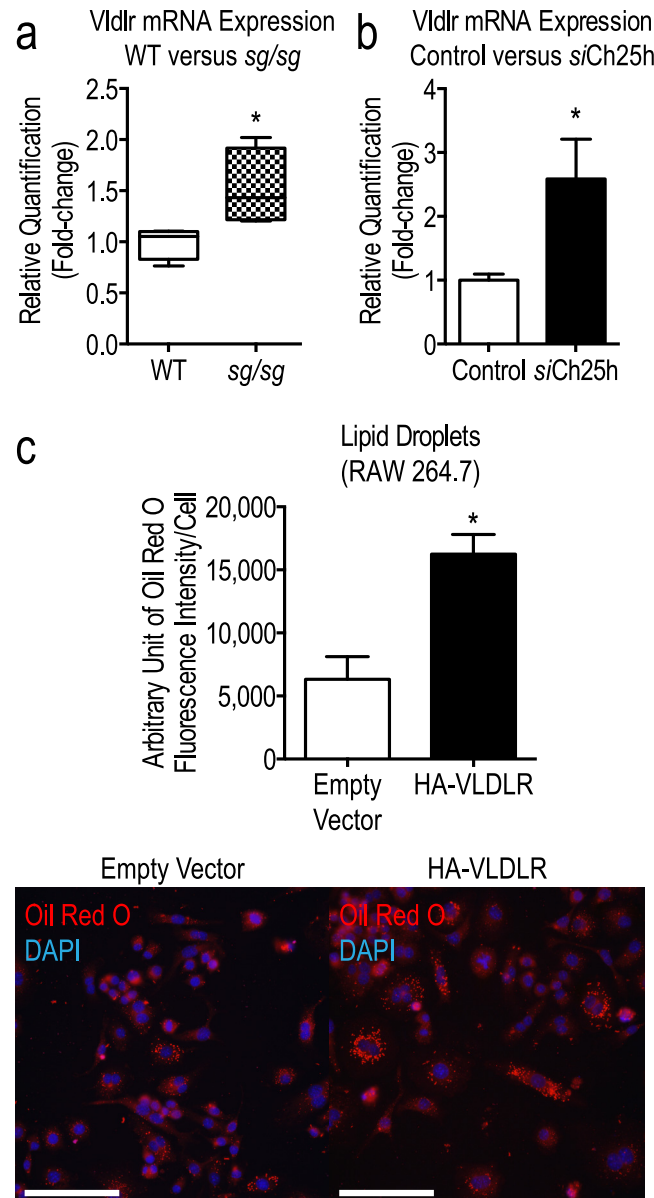 a
Vldlr mRNA Expression
WT versus sg/sg
Relative Quantification
(Fold-change)
2.5
2.0
1.5
1.0
0.5
0.0
*
WT
sg/sg
b
Vldlr mRNA Expression
Control versus siCh25h
Relative Quantification
(Fold-change)
4
3
2
1
0
*
Control
siCh25h
c
Lipid Droplets
(RAW 264.7)
Arbitrary Unit of Oil Red O
Fluorescence Intensity/Cell
20,000
15,000
10,000
5,000
0
*
Empty
Vector
HA-VLDLR
Empty Vector
Oil Red O
DAPI
HA-VLDLR
Oil Red O
DAPI